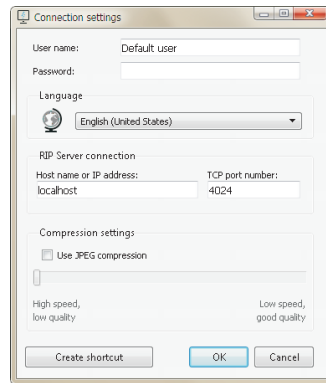 Connection settings
User name: Default user
Password:
Language
English (United States)
RIP Server connection
Host name or IP address: TCP port number:
localhost 4024
Compression settings
Use JPEG compression
High speed, Low speed,
low quality good quality
Create shortcut OK Cancel